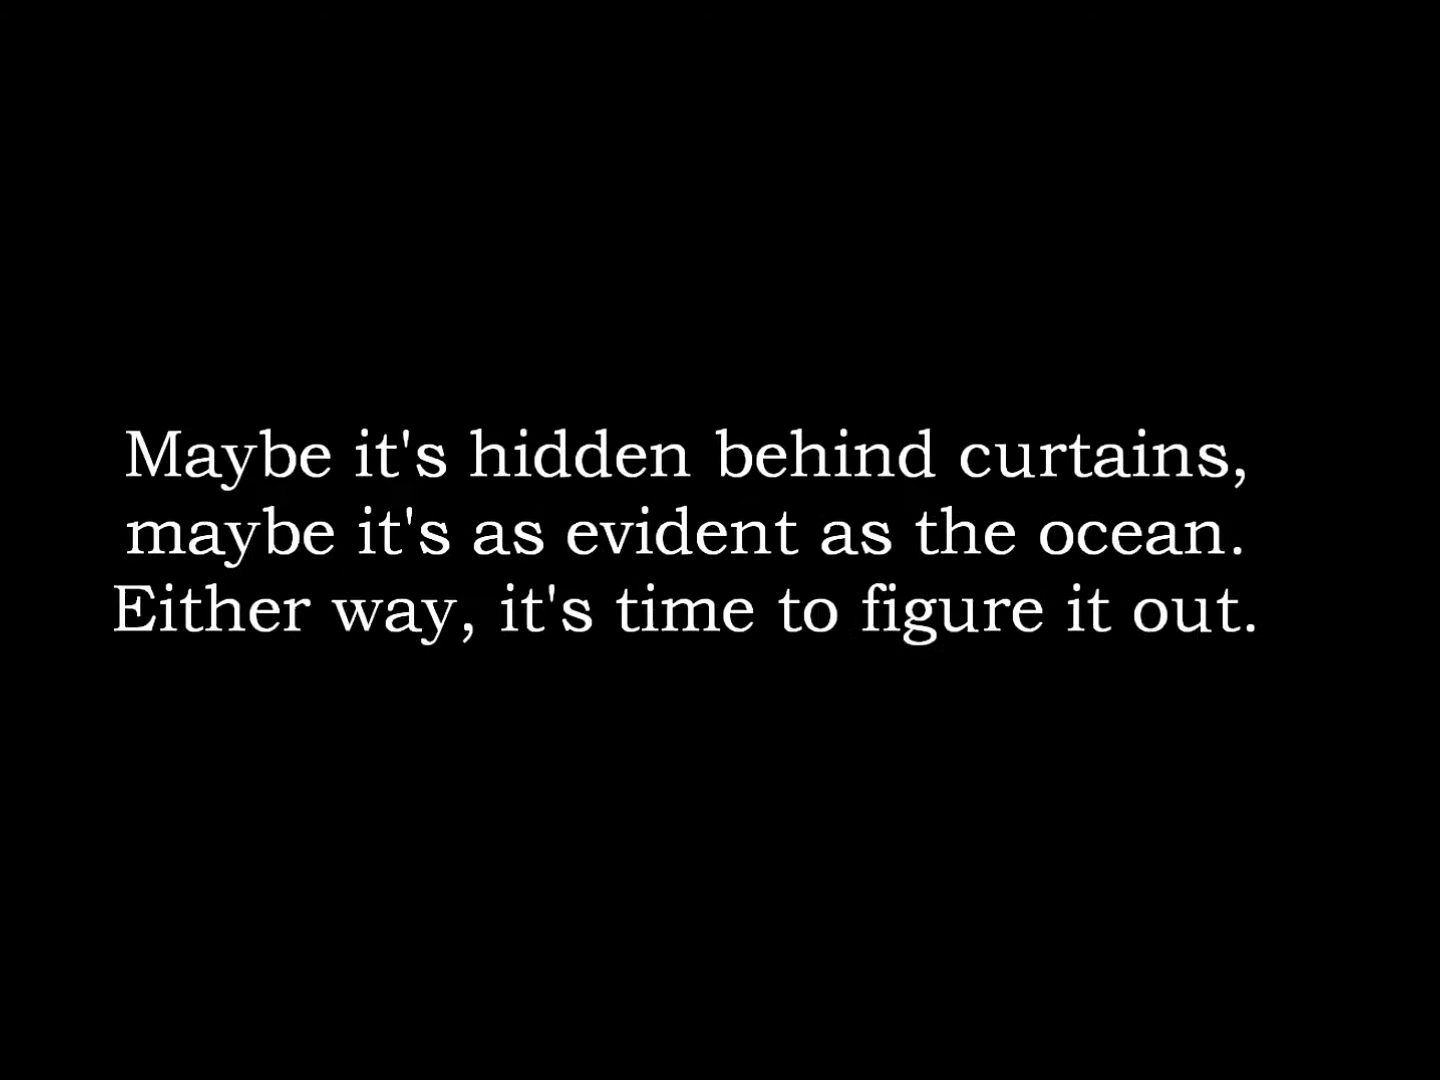 Maybe it's hidden behind curtains,
maybe it's as evident as the ocean.
Either way, it's time to figure it out.